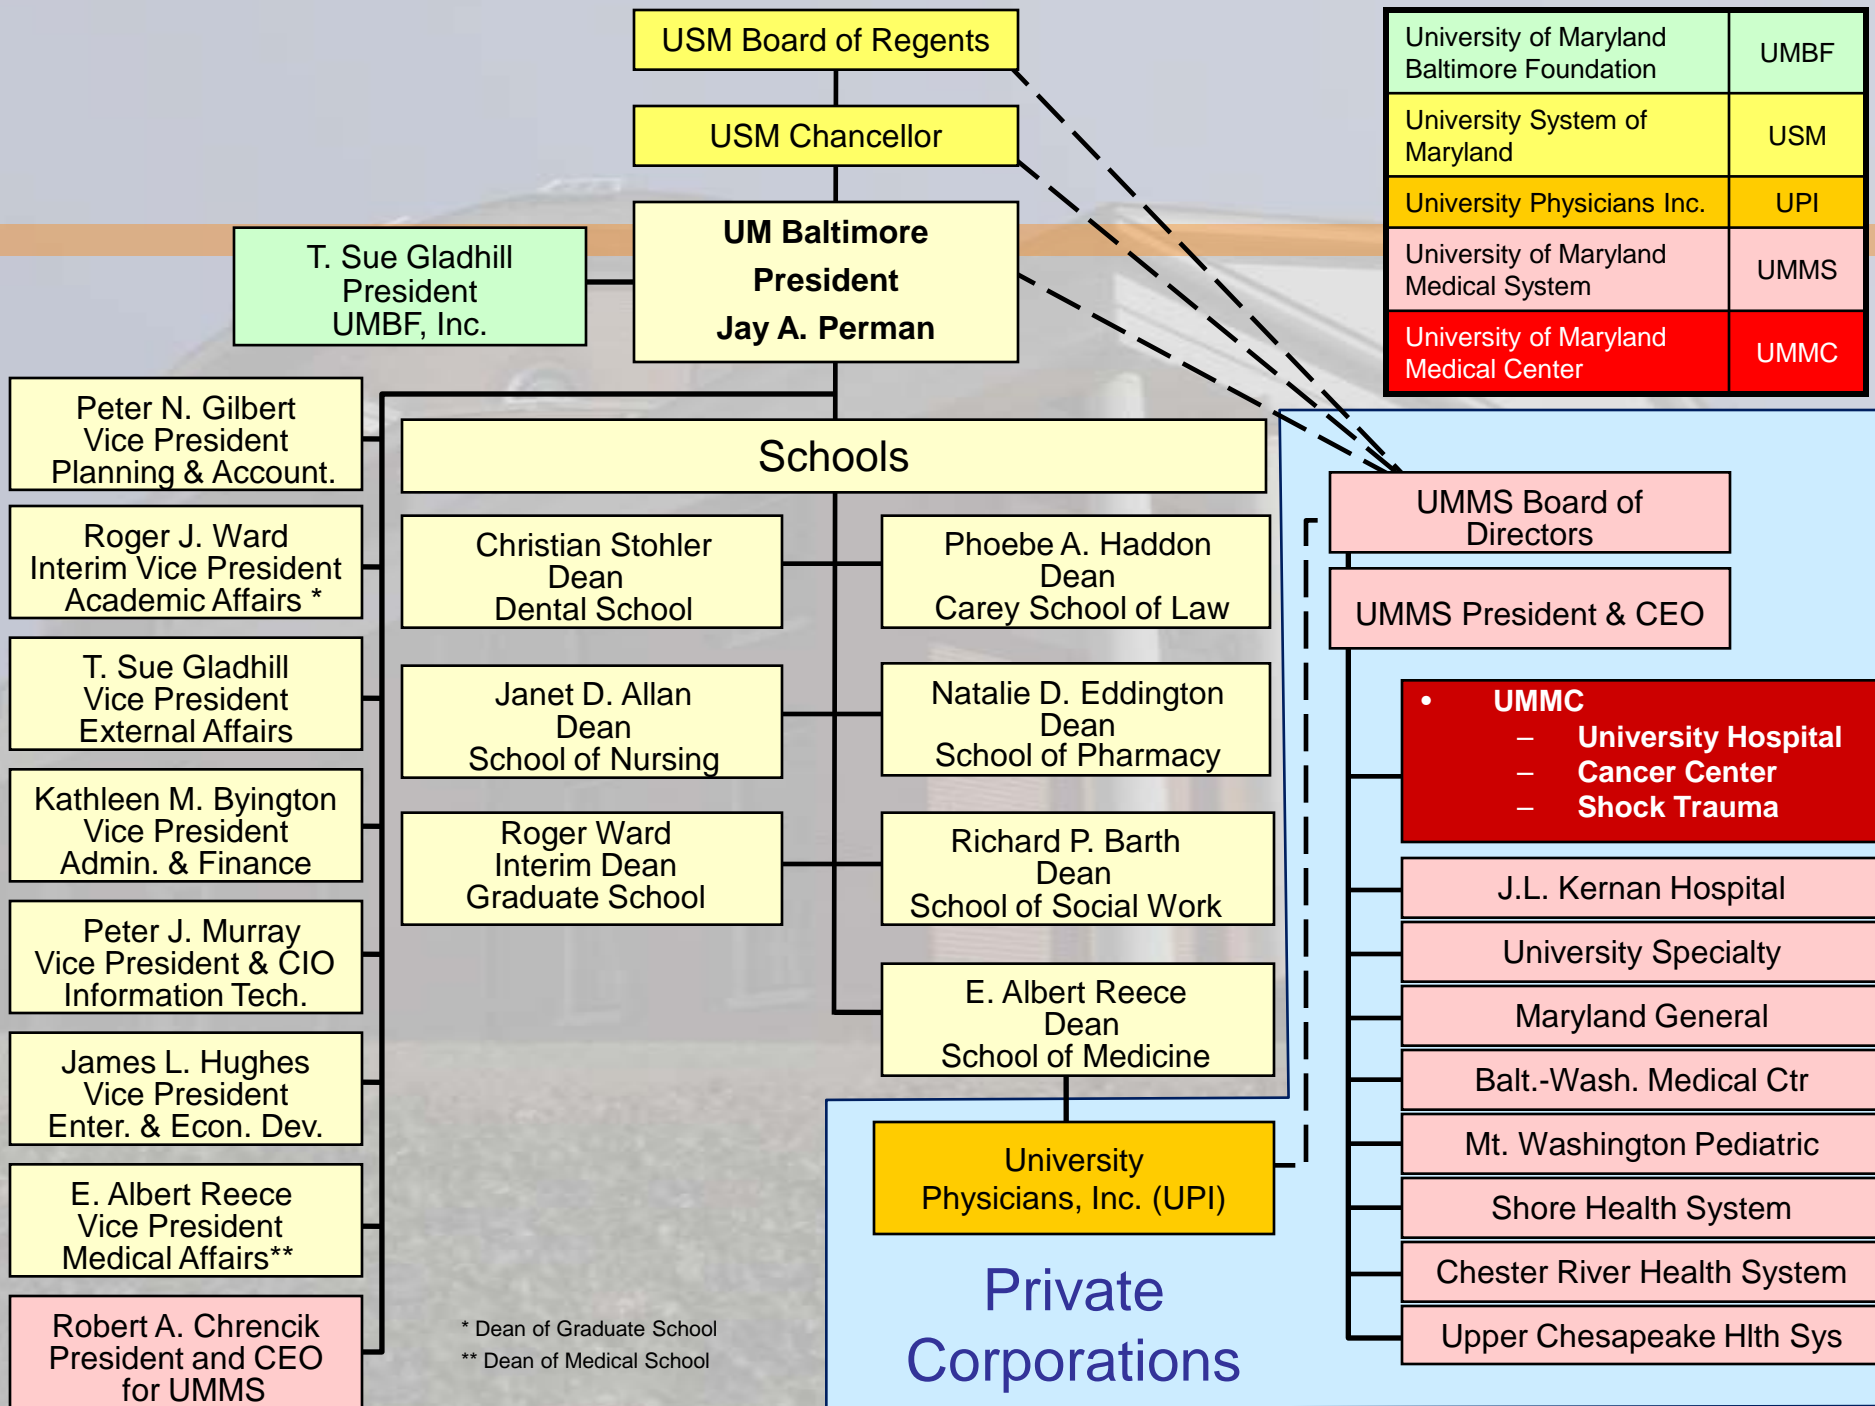 USM Board of Regents
USM Chancellor
UM Baltimore
President
Jay A. Perman
T. Sue Gladhill
President
UMBF, Inc.
University of Maryland
Baltimore Foundation
UMBF
University System of
Maryland
USM
University Physicians Inc.
UPI
University of Maryland
Medical System
UMMS
University of Maryland
Medical Center
UMMC
Peter N. Gilbert
Vice President
Planning & Account.
Roger J. Ward
Interim Vice President
Academic Affairs *
T. Sue Gladhill
Vice President
External Affairs
Kathleen M. Byington
Vice President
Admin. & Finance
Peter J. Murray
Vice President & CIO
Information Tech.
James L. Hughes
Vice President
Enter. & Econ. Dev.
E. Albert Reece
Vice President
Medical Affairs**
Robert A. Chrencik
President and CEO
for UMMS
Schools
Christian Stohler
Dean
Dental School
Phoebe A. Haddon
Dean
Carey School of Law
Janet D. Allan
Dean
School of Nursing
Natalie D. Eddington
Dean
School of Pharmacy
Roger Ward
Interim Dean
Graduate School
Richard P. Barth
Dean
School of Social Work
E. Albert Reece
Dean
School of Medicine
University
Physicians, Inc. (UPI)
Private
Corporations
* Dean of Graduate School
** Dean of Medical School
UMMS Board of
Directors
UMMS President & CEO
• UMMC
– University Hospital
– Cancer Center
– Shock Trauma
J.L. Kernan Hospital
University Specialty
Maryland General
Balt.-Wash. Medical Ctr
Mt. Washington Pediatric
Shore Health System
Chester River Health System
Upper Chesapeake Hlth Sys